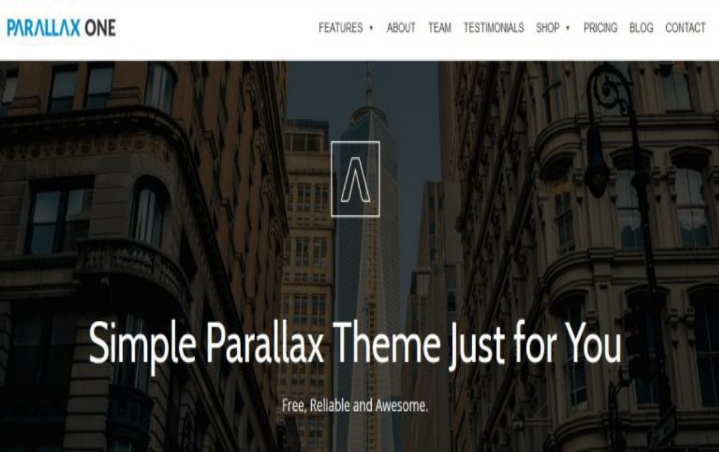 PARALLAX ONE
FEATURES ▾ ABOUT TEAM TESTIMONIALS SHOP ▾ PRICING BLOG CONTACT
Simple Parallax Theme Just for You
Free, Reliable and Awesome.